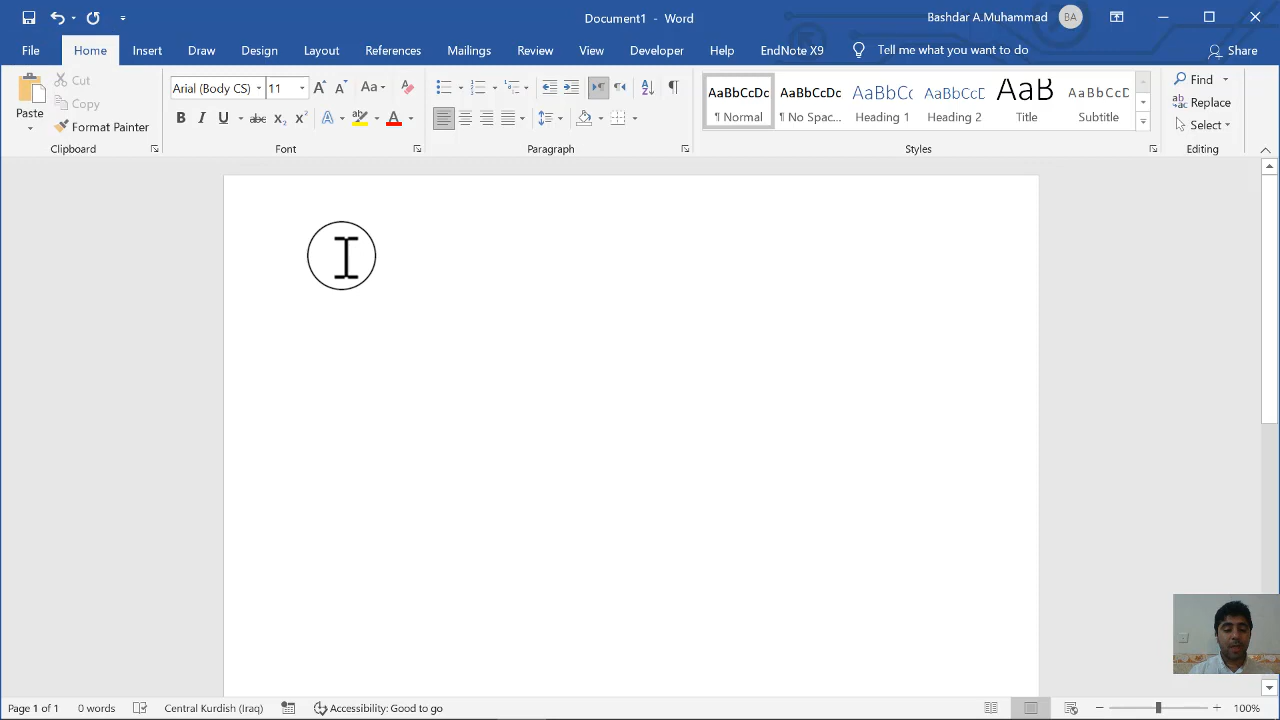 Document1 - Word
Bashdar A.Muhammad BA
File Home Insert Draw Design Layout References Mailings Review View Developer Help EndNote X9 Tell me what you want to do Share
Paste
Cut
Copy
Format Painter
Clipboard
Arial (Body CS) 11
Font
Paragraph
AaBbCcDc AaBbCcDc AaBbCc AaBbCcD AaB AaBbCcD
¶ Normal ¶ No Spac... Heading 1 Heading 2 Title Subtitle
Styles
Find
Replace
Select
Editing
Page 1 of 1 0 words Central Kurdish (Iraq) Accessibility: Good to go 100%